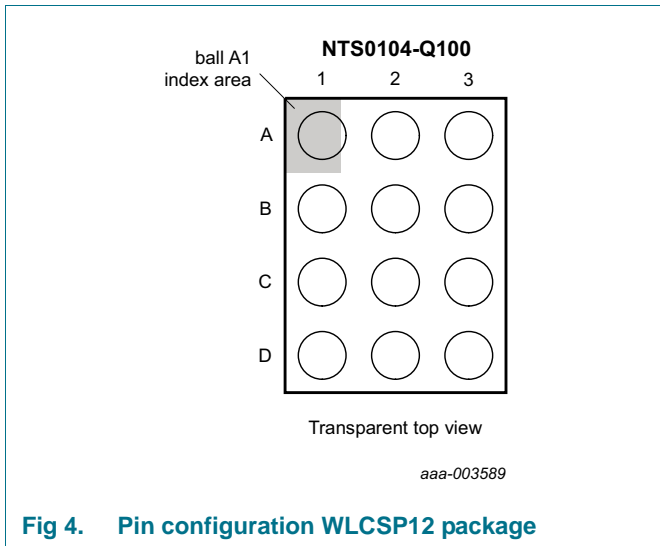 NTS0104-Q100
ball A1
index area
1 2 3
A
B
C
D
Transparent top view
aaa-003589
Fig 4. Pin configuration WLCSP12 package